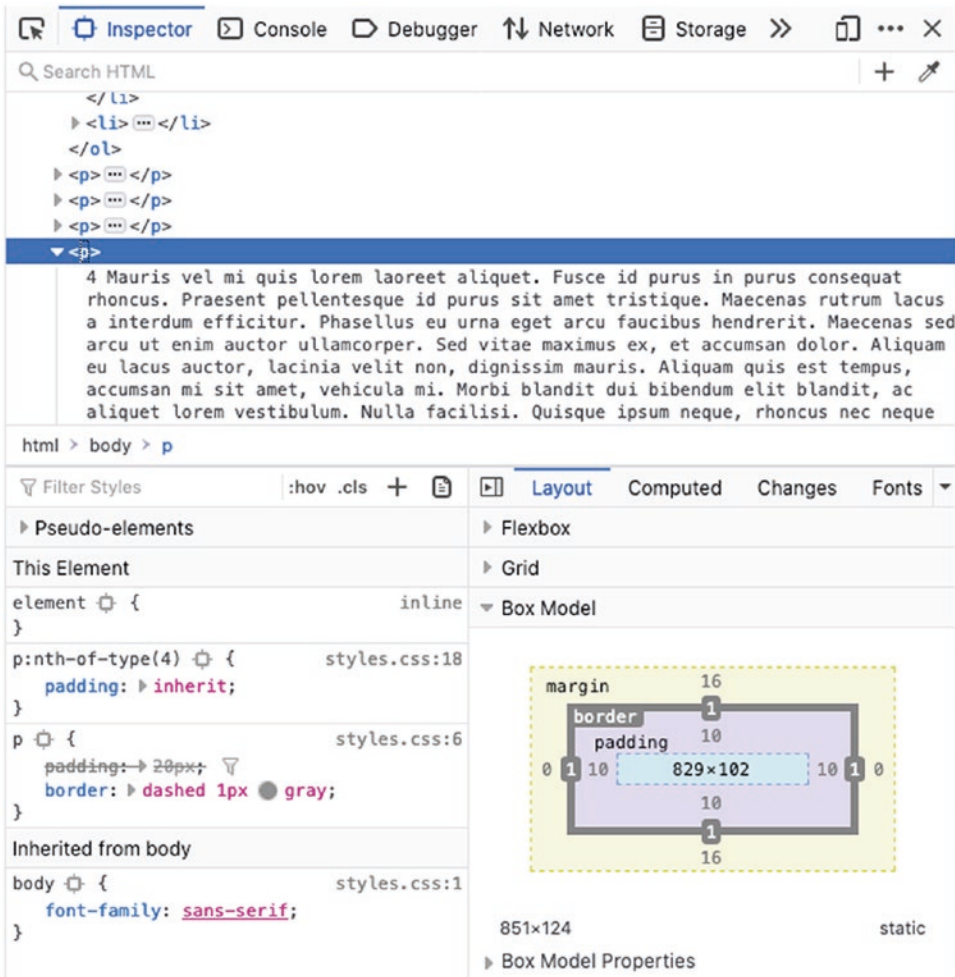 Inspector Console Debugger Network Storage
Search HTML
</li>
<li>…</li>
</ol>
<p>…</p>
<p>…</p>
<p>…</p>
<p>
4 Mauris vel mi quis lorem laoreet aliquet. Fusce id purus in purus consequat
rhoncus. Praesent pellentesque id purus sit amet tristique. Maecenas rutrum lacus
a interdum efficitur. Phasellus eu urna eget arcu faucibus hendrerit. Maecenas sed
arcu ut enim auctor ullamcorper. Sed vitae maximus ex, et accumsan dolor. Aliquam
eu lacus auctor, lacinia velit non, dignissim mauris. Aliquam quis est tempus,
accumsan mi sit amet, vehicula mi. Morbi blandit dui bibendum elit blandit, ac
aliquet lorem vestibulum. Nulla facilisi. Quisque ipsum neque, rhoncus nec neque
html > body > p
Filter Styles :hov .cls +
Pseudo-elements
This Element
element { inline
}
p:nth-of-type(4) { styles.css:18
padding: inherit;
}
p { styles.css:6
padding: 20px;
border: dashed 1px gray;
}
Inherited from body
body { styles.css:1
font-family: sans-serif;
}
Layout Computed Changes Fonts
Flexbox
Grid
Box Model
margin 16
border 1
padding 10
0 1 10 829×102 10 1 0
10
1
16
851×124 static
Box Model Properties